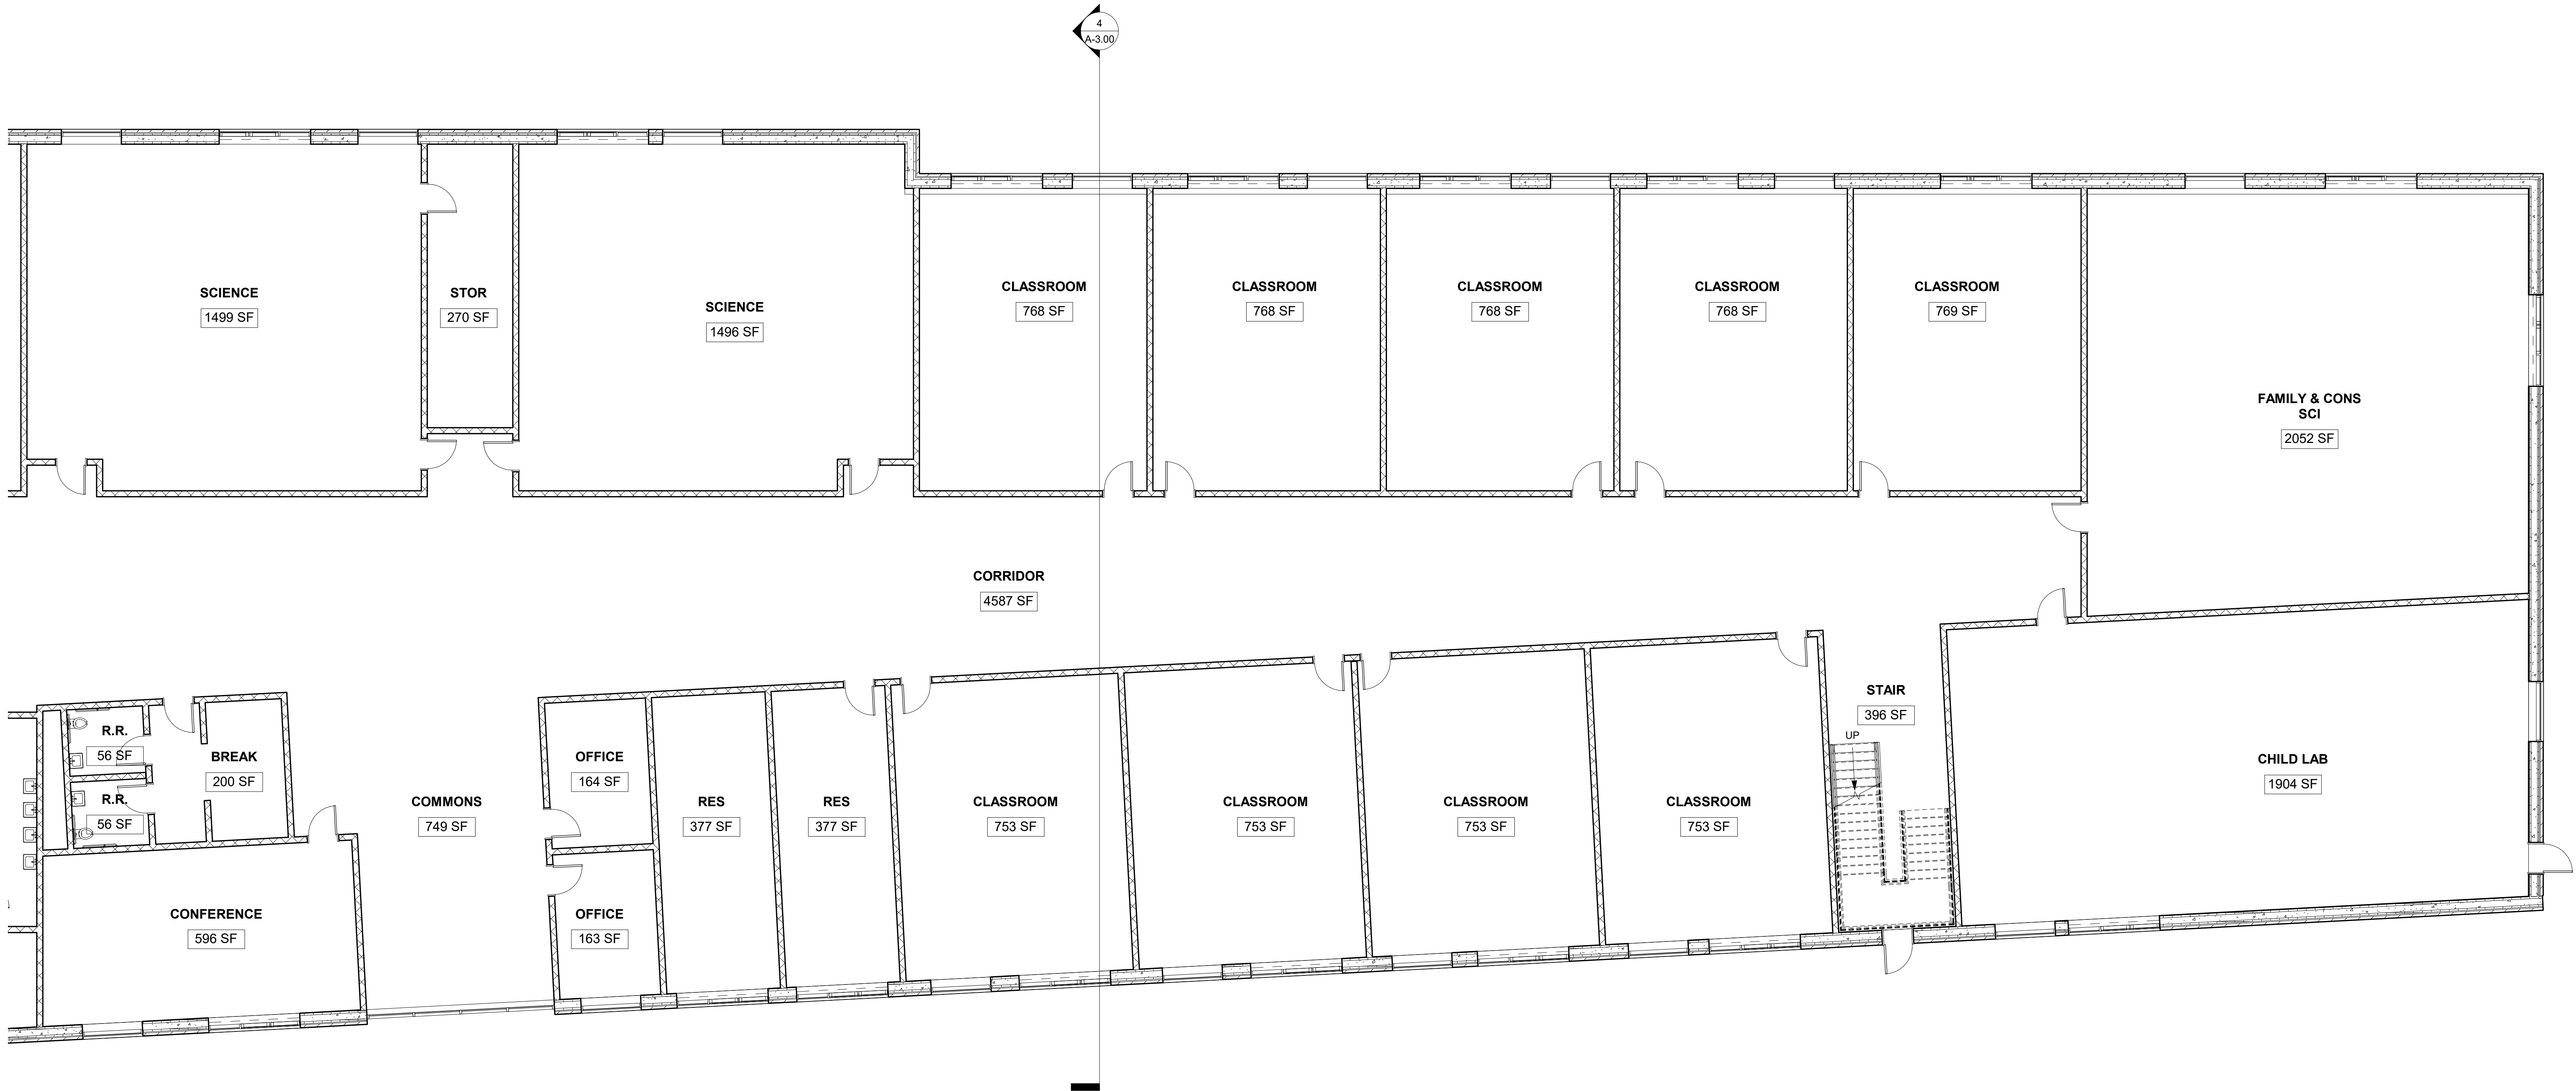 4
A-3.00
SCIENCE
1499 SF
STOR
270 SF
SCIENCE
1496 SF
CLASSROOM
768 SF
CLASSROOM
768 SF
CLASSROOM
768 SF
CLASSROOM
768 SF
CLASSROOM
769 SF
FAMILY & CONS
SCI
2052 SF
CORRIDOR
4587 SF
R.R.
56 SF
BREAK
200 SF
R.R.
56 SF
COMMONS
749 SF
OFFICE
164 SF
RES
377 SF
RES
377 SF
CLASSROOM
753 SF
CLASSROOM
753 SF
CLASSROOM
753 SF
CLASSROOM
753 SF
STAIR
396 SF
UP
CHILD LAB
1904 SF
CONFERENCE
596 SF
OFFICE
163 SF